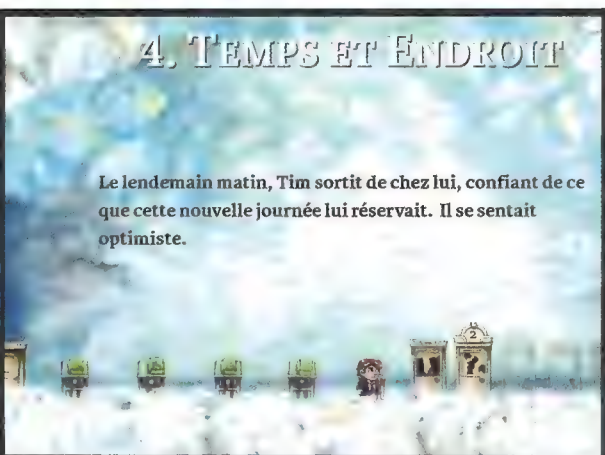 4. TEMPS ET ENDROIT
Le lendemain matin, Tim sortit de chez lui, confiant de ce
que cette nouvelle journée lui réservait. Il se sentait
optimiste.
2